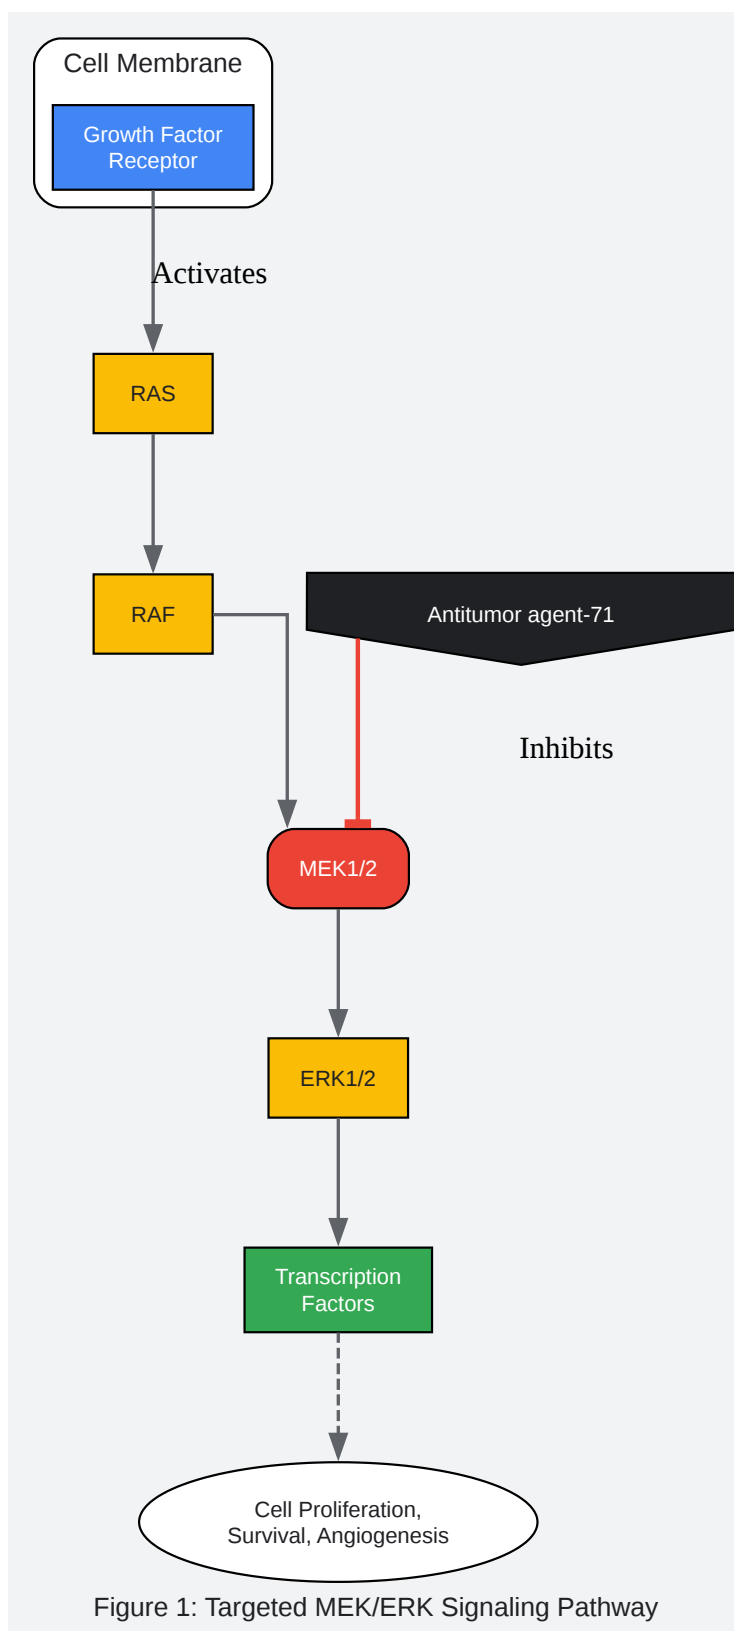 Cell Membrane
Growth Factor
Receptor
Activates
RAS
RAF
Antitumor agent-71
Inhibits
MEK1/2
ERK1/2
Transcription
Factors
Cell Proliferation,
Survival, Angiogenesis
Figure 1: Targeted MEK/ERK Signaling Pathway